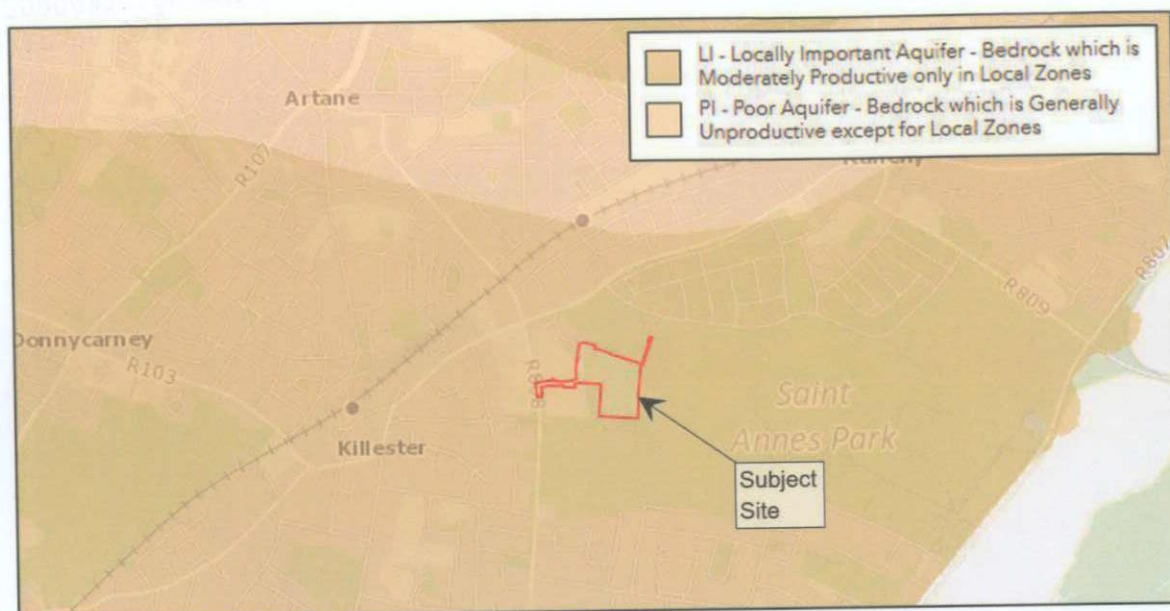 LI - Locally Important Aquifer - Bedrock which is
Moderately Productive only in Local Zones
PI - Poor Aquifer - Bedrock which is Generally
Unproductive except for Local Zones
Artane
R107
R809
R807
Donnycarney
R103
Killester
Saint
Annes Park
Subject
Site